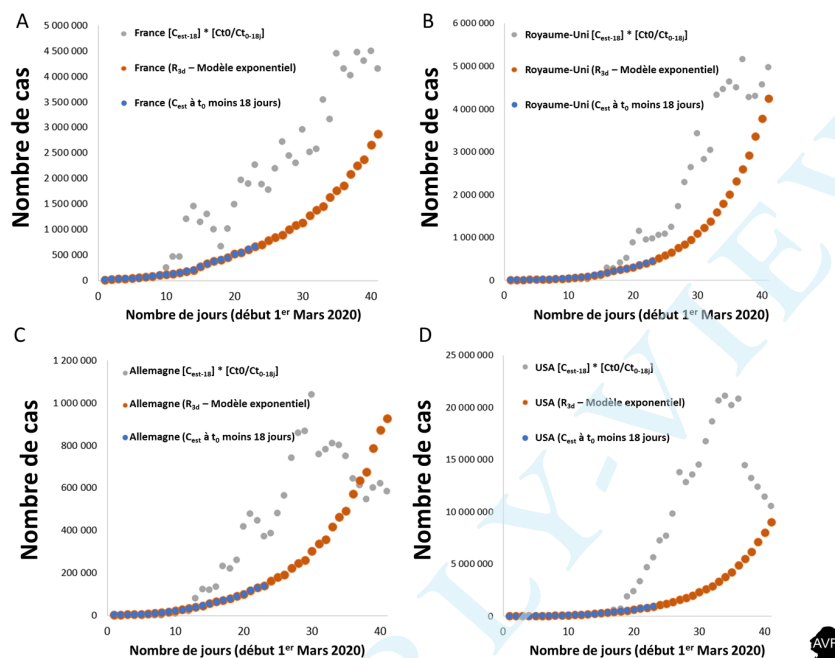 A
France [Cest-18] * [Ct0/Ct0-18j]
France (R3d – Modèle exponentiel)
France (Cest à t0 moins 18 jours)
Nombre de cas
5 000 000
4 500 000
4 000 000
3 500 000
3 000 000
2 500 000
2 000 000
1 500 000
1 000 000
500 000
0
0 10 20 30 40
Nombre de jours (début 1er Mars 2020)
B
Royaume-Uni [Cest-18] * [Ct0/Ct0-18j]
Royaume-Uni (R3d – Modèle exponentiel)
Royaume-Uni (Cest à t0 moins 18 jours)
Nombre de cas
6 000 000
5 000 000
4 000 000
3 000 000
2 000 000
1 000 000
0
0 10 20 30 40
Nombre de jours (début 1er Mars 2020)
C
Allemagne [Cest-18] * [Ct0/Ct0-18j]
Allemagne (R3d – Modèle exponentiel)
Allemagne (Cest à t0 moins 18 jours)
Nombre de cas
1 200 000
1 000 000
800 000
600 000
400 000
200 000
0
0 10 20 30 40
Nombre de jours (début 1er Mars 2020)
D
USA [Cest-18] * [Ct0/Ct0-18j]
USA (R3d – Modèle exponentiel)
USA (Cest à t0 moins 18 jours)
Nombre de cas
25 000 000
20 000 000
15 000 000
10 000 000
5 000 000
0
0 10 20 30 40
Nombre de jours (début 1er Mars 2020)
LY-VIEW